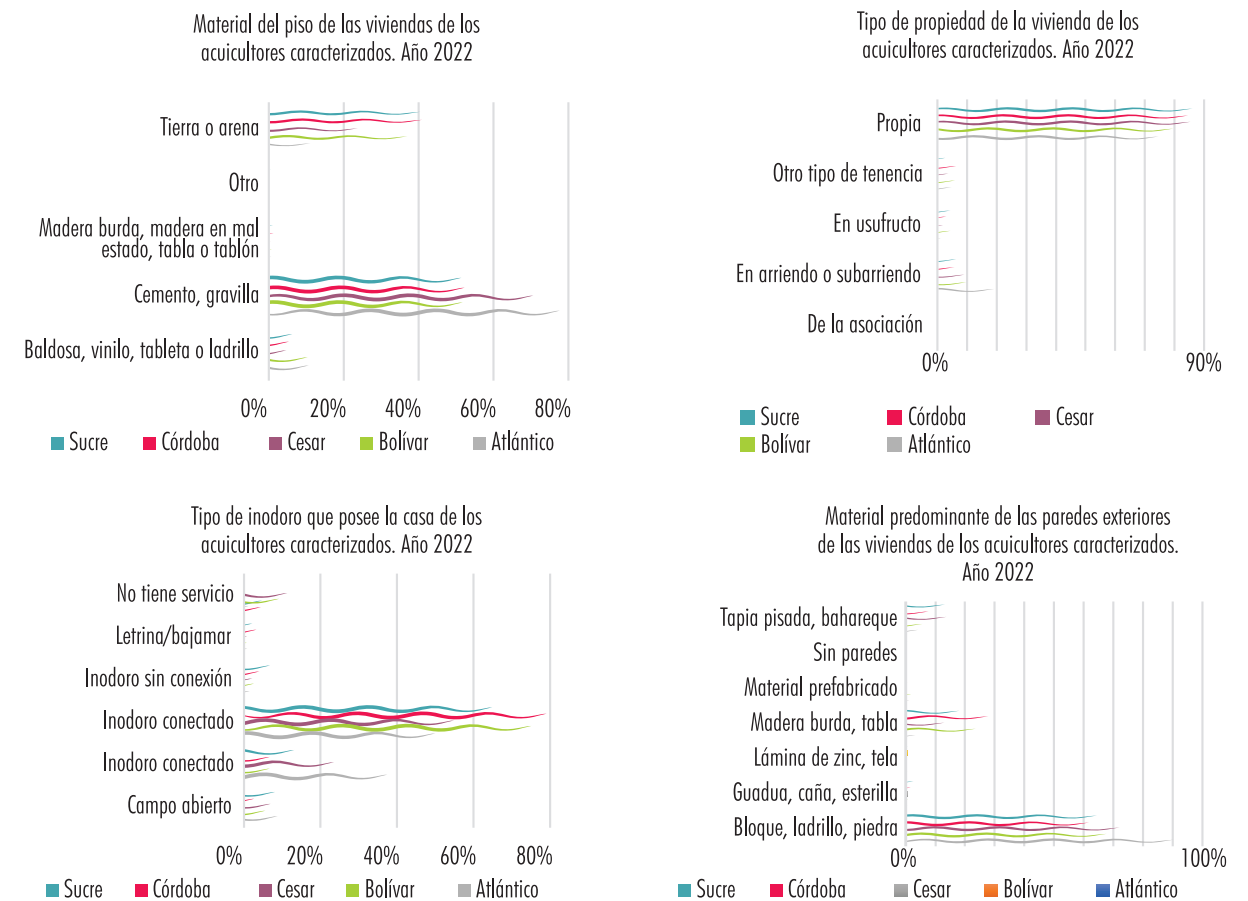 Material del piso de las viviendas de los
acuicultores caracterizados. Año 2022
Tierra o arena
Otro
Madera burda, madera en mal
estado, tabla o tablón
Cemento, gravilla
Baldosa, vinilo, tableta o ladrillo
0% 20% 40% 60% 80%
Sucre Córdoba Cesar Bolívar Atlántico
Tipo de propiedad de la vivienda de los
acuicultores caracterizados. Año 2022
Propia
Otro tipo de tenencia
En usufructo
En arriendo o subarriendo
De la asociación
0% 90%
Sucre Córdoba Cesar
Bolívar Atlántico
Tipo de inodoro que posee la casa de los
acuicultores caracterizados. Año 2022
No tiene servicio
Letrina/bajamar
Inodoro sin conexión
Inodoro conectado
Inodoro conectado
Campo abierto
0% 20% 40% 60% 80%
Sucre Córdoba Cesar Bolívar Atlántico
Material predominante de las paredes exteriores
de las viviendas de los acuicultores caracterizados.
Año 2022
Tapia pisada, bahareque
Sin paredes
Material prefabricado
Madera burda, tabla
Lámina de zinc, tela
Guadua, caña, esterilla
Bloque, ladrillo, piedra
0% 100%
Sucre Córdoba Cesar Bolívar Atlántico